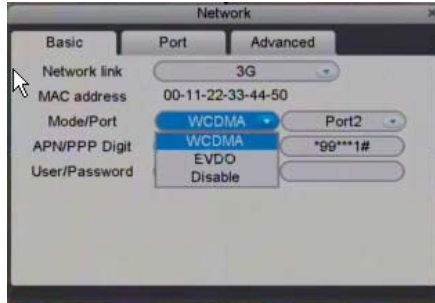 Network ×
Basic Port Advanced
Network link 3G
MAC address 00-11-22-33-44-50
Mode/Port WCDMA Port2
WCDMA
APN/PPP Digit *99***1#
EVDO
User/Password Disable